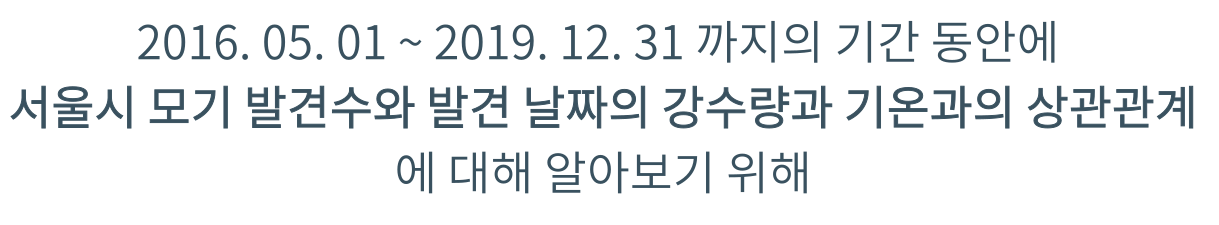 2016. 05. 01 ~ 2019. 12. 31 까지의 기간 동안에
서울시 모기 발견수와 발견 날짜의 강수량과 기온과의 상관관계
에 대해 알아보기 위해